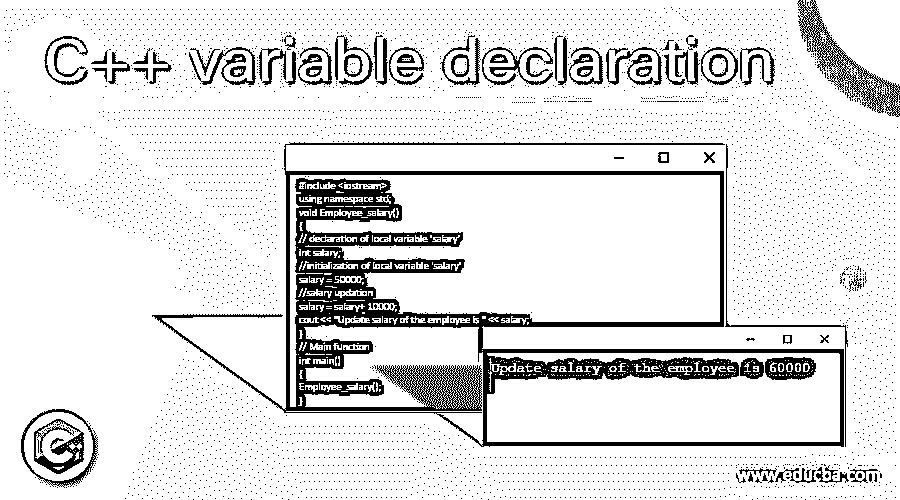 C++ variable declaration
#include <iostream>
using namespace std;
void Employee_salary()
{
// declaration of local variable 'salary'
int salary;
//initialization of local variable 'salary'
salary = 50000;
//salary updation
salary = salary+ 10000;
cout << "Update salary of the employee is " << salary;
}
// Main function
int main()
{
Employee_salary();
}
Update salary of the employee is 60000
www.educba.com